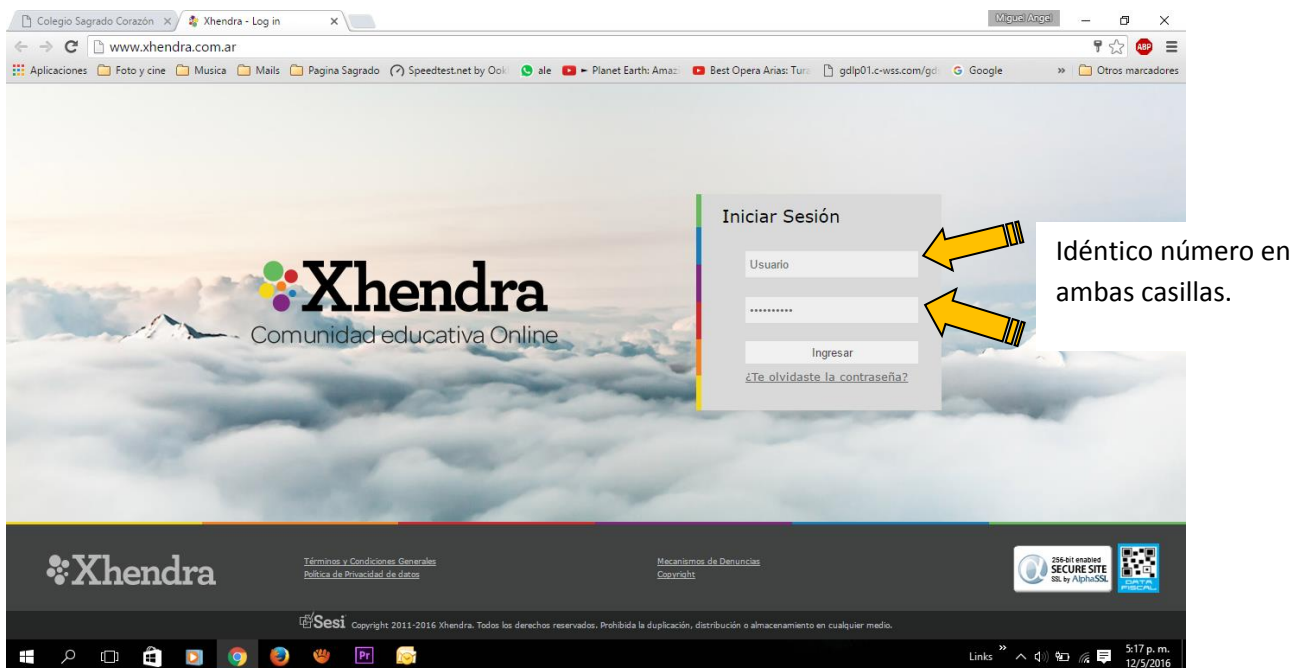 Colegio Sagrado Corazón
Xhendra - Log in
Miguel Angel
www.xhendra.com.ar
ABP
Aplicaciones
Foto y cine
Musica
Mails
Pagina Sagrado
Speedtest.net by Ookl
ale
► Planet Earth: Amaz
Best Opera Arias: Tura
gdlp01.c-wss.com/gd
Google
»
Otros marcadores
Iniciar Sesión
Usuario
••••••••••
Ingresar
¿Te olvidaste la contraseña?
Idéntico número en
ambas casillas.
Xhendra
Comunidad educativa Online
Xhendra
Términos y Condiciones Generales
Política de Privacidad de datos
Mecanismos de Denuncias
Copyright
256-bit enabled
SECURE SITE
SSL by AlphaSSL
DATA
FISCAL
Sesi Copyright 2011-2016 Xhendra. Todos los derechos reservados. Prohibida la duplicación, distribución o almacenamiento en cualquier medio.
Pr
Links
»
5:17 p. m.
12/5/2016